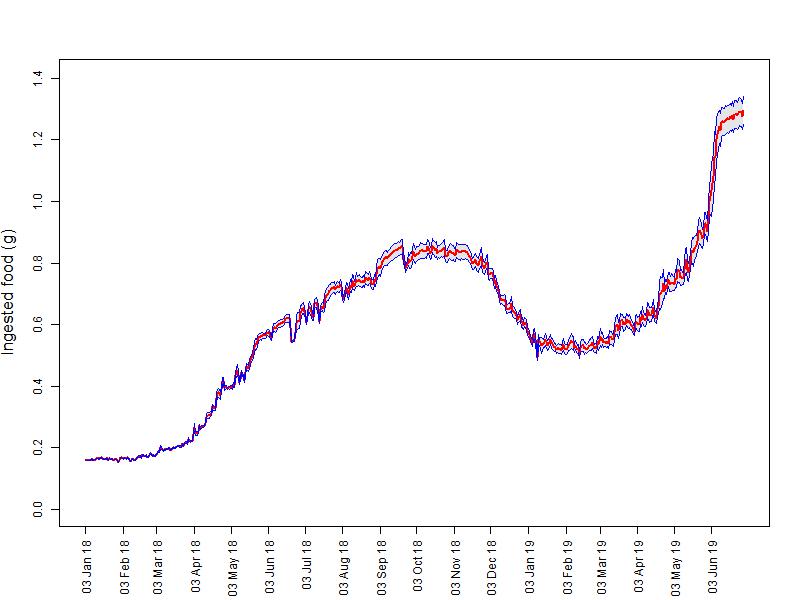 Ingested food (g)
1.4
1.2
1.0
0.8
0.6
0.4
0.2
0.0
03 Jan 18
03 Feb 18
03 Mar 18
03 Apr 18
03 May 18
03 Jun 18
03 Jul 18
03 Aug 18
03 Sep 18
03 Oct 18
03 Nov 18
03 Dec 18
03 Jan 19
03 Feb 19
03 Mar 19
03 Apr 19
03 May 19
03 Jun 19